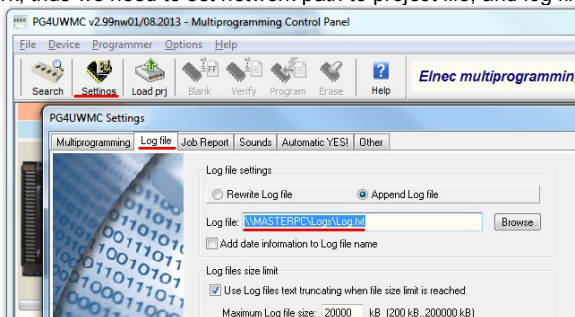 nt, thus we need to set network path to project file, and log fil
PG4UWMC v2.99nw01/08.2013 - Multiprogramming Control Panel
File Device Programmer Options Help
Search Settings Load prj Blank Verify Program Erase Help
Elnec multiprogrammin
PG4UWMC Settings
Multiprogramming Log file Job Report Sounds Automatic YES! Other
Log file settings
Rewrite Log file Append Log file
Log file: \\MASTERPC\Logs\Log.txt Browse
Add date information to Log file name
Log files size limit
Use Log files text truncating when file size limit is reached
Maximum Log file size: 20000 kB (200 kB..200000 kB)